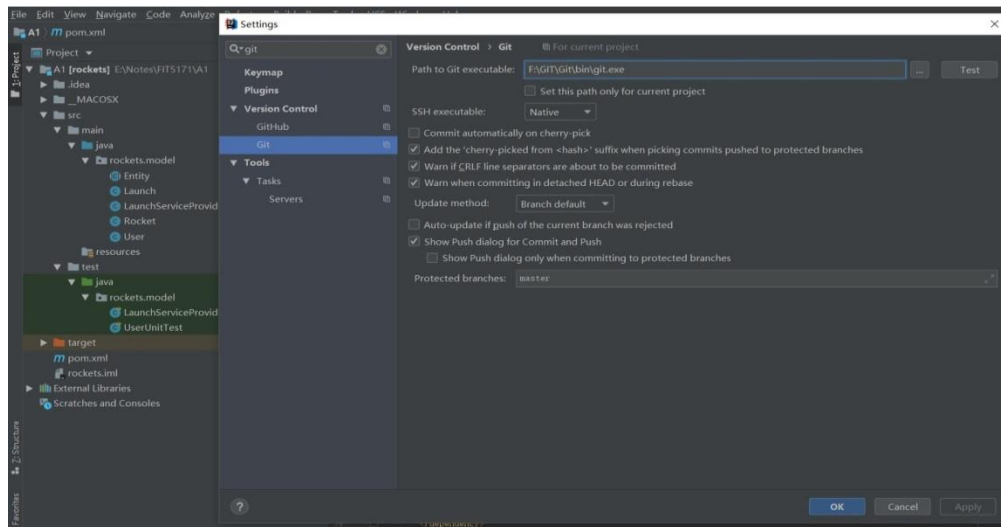 File Edit View Navigate Code Analyze
Settings
A1 pom.xml
git
Version Control > Git For current project
1: Project
Project
Path to Git executable: F:\GIT\Git\bin\git.exe ... Test
A1 [rockets] E:\Notes\FIT5171\A1
Keymap
.idea
Plugins
Set this path only for current project
__MACOSX
Version Control
SSH executable: Native
src
GitHub
Commit automatically on cherry-pick
main
Git
Add the 'cherry-picked from <hash>' suffix when picking commits pushed to protected branches
java
Tools
Warn if CRLF line separators are about to be committed
rockets.model
Tasks
Warn when committing in detached HEAD or during rebase
Entity
Servers
Update method: Branch default
Launch
LaunchServiceProvid
Auto-update if push of the current branch was rejected
Rocket
Show Push dialog for Commit and Push
User
Show Push dialog only when committing to protected branches
resources
Protected branches: master
test
java
rockets.model
LaunchServiceProvid
UserUnitTest
target
pom.xml
rockets.iml
External Libraries
Scratches and Consoles
Z: Structure
Favorites
? OK Cancel Apply